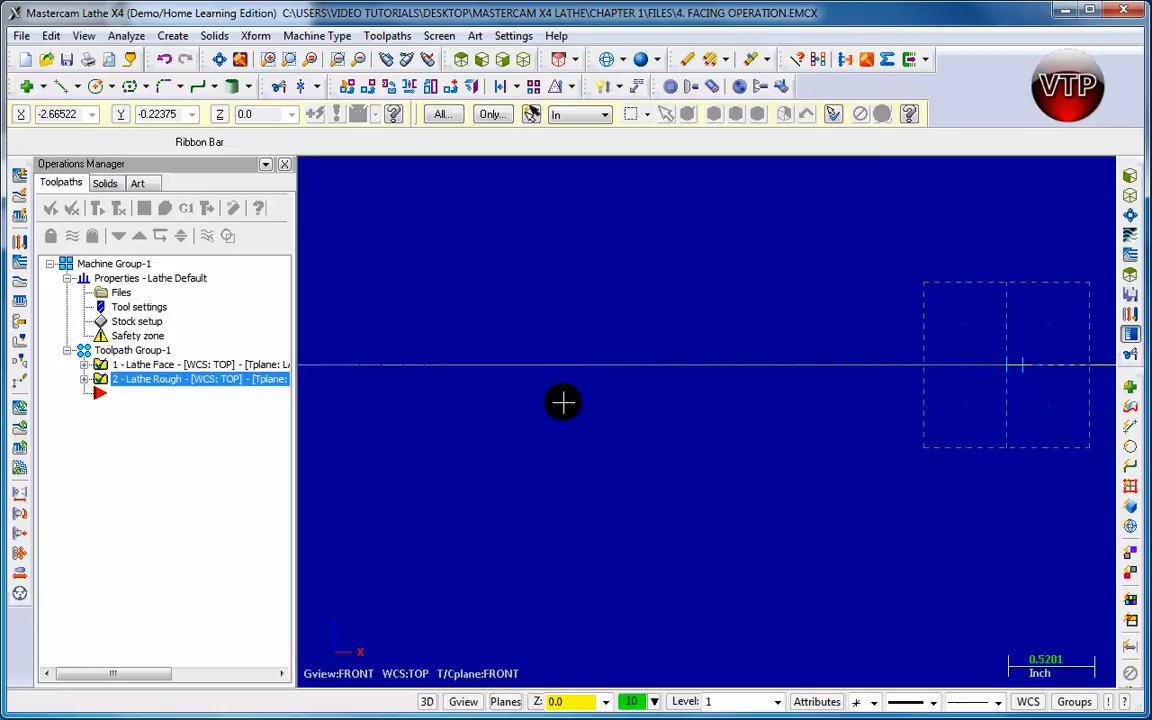 Mastercam Lathe X4 (Demo/Home Learning Edition) C:\USERS\VIDEO TUTORIALS\DESKTOP\MASTERCAM X4 LATHE\CHAPTER 1\FILES\4. FACING OPERATION.EMCX
File Edit View Analyze Create Solids Xform Machine Type Toolpaths Screen Art Settings Help
VTP
X -2.66522 Y -0.22375 Z 0.0 All... Only... In
Ribbon Bar
Operations Manager
Toolpaths Solids Art
G1
Machine Group-1
Properties - Lathe Default
Files
Tool settings
Stock setup
Safety zone
Toolpath Group-1
1 - Lathe Face - [WCS: TOP] - [Tplane: LA
2 - Lathe Rough - [WCS: TOP] - [Tplane:
X
Gview:FRONT WCS:TOP T/Cplane:FRONT
0.5201
Inch
3D Gview Planes Z: 0.0 10 Level: 1 Attributes WCS Groups ! ?